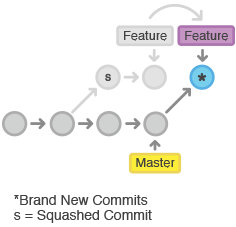 Feature Feature
s *
Master
*Brand New Commits
s = Squashed Commit